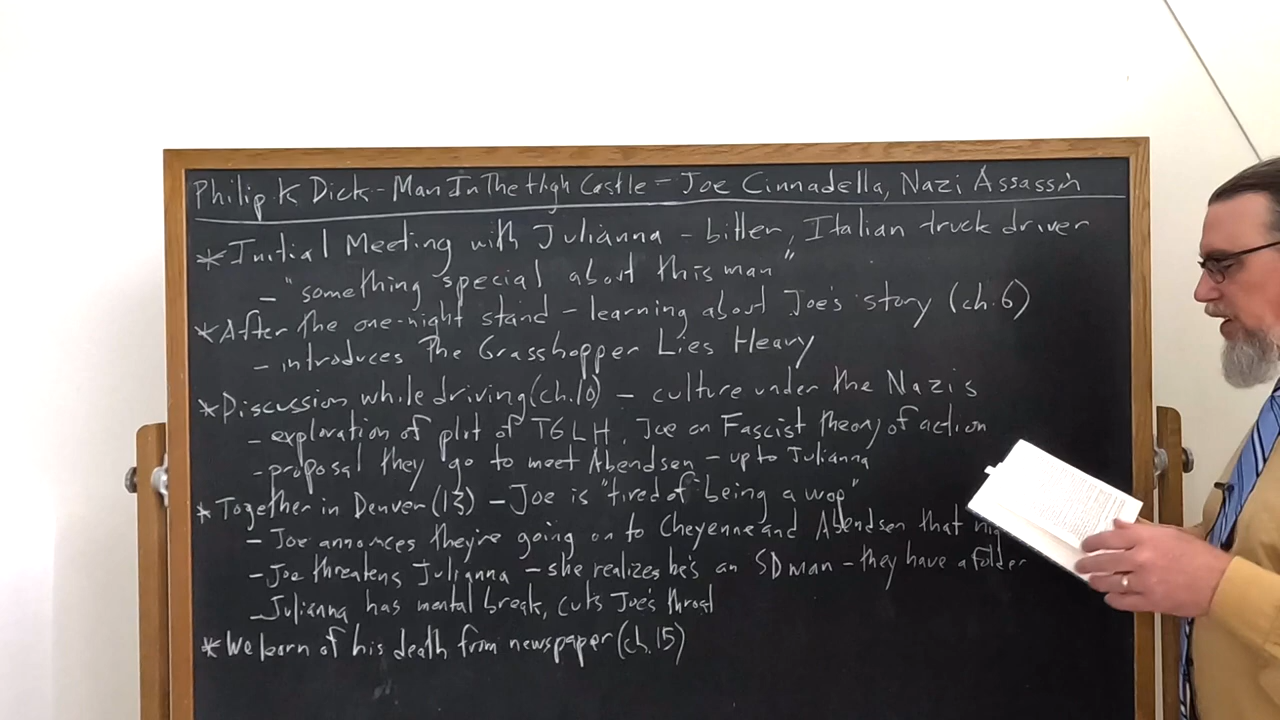 Philip K Dick - Man In The High Castle - Joe Cinnadella, Nazi Assassin
* Initial Meeting with Julianna - bitter, Italian truck driver
- "something special about this man"
* After the one-night stand - learning about Joe's story (ch. 6)
- introduces The Grasshopper Lies Heavy
* Discussion while driving (ch. 10) - culture under the Nazis
- exploration of plot of TGLH, Joe on Fascist theory of action
- proposal they go to meet Abendsen - up to Julianna
* Together in Denver (13) - Joe is "tired of being a wop"
- Joe announces they're going on to Cheyenne and Abendsen that
- Joe threatens Julianna - she realizes he's an SD man - they have a folder
- Julianna has mental break, cuts Joe's throat
* We learn of his death from newspaper (ch. 15)